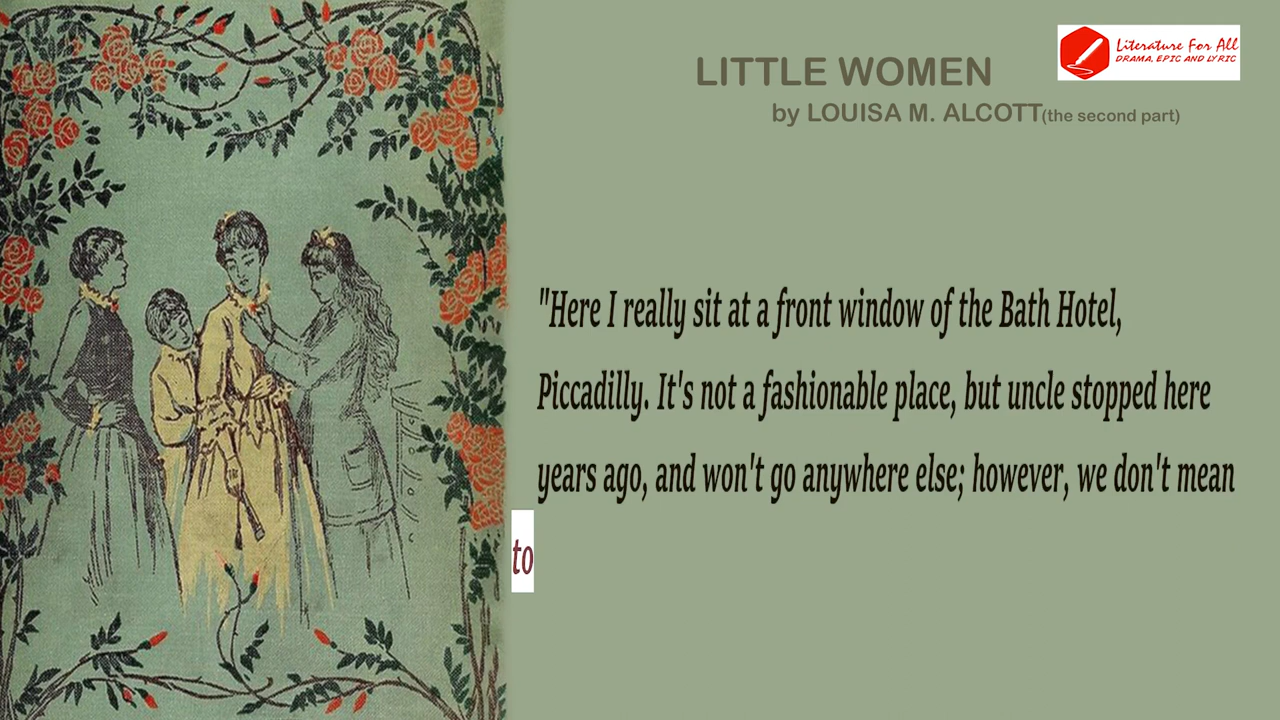 LITTLE WOMEN
by LOUISA M. ALCOTT(the second part)
Literature For All
DRAMA, EPIC AND LYRIC
"Here I really sit at a front window of the Bath Hotel,
Piccadilly. It's not a fashionable place, but uncle stopped here
years ago, and won't go anywhere else; however, we don't mean
to